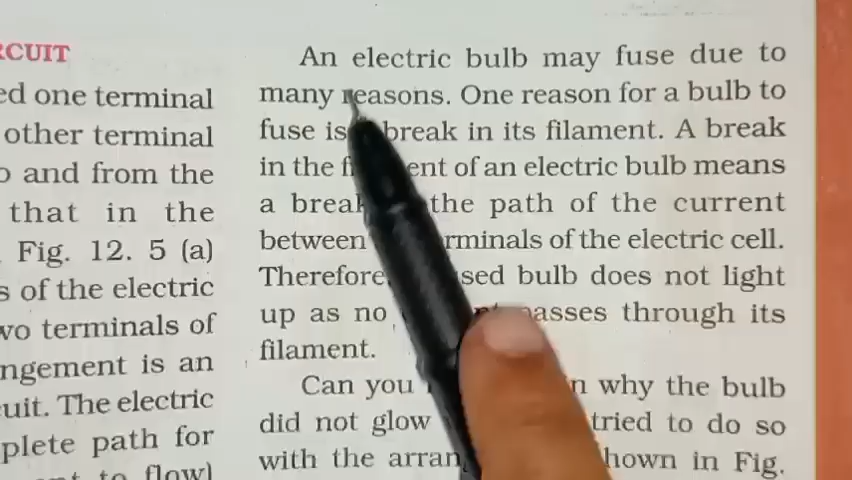 RCUIT
ed one terminal
other terminal
and from the
that in the
Fig. 12. 5 (a)
s of the electric
wo terminals of
ngement is an
uit. The electric
plete path for
to flow)
An electric bulb may fuse due to
many reasons. One reason for a bulb to
fuse is break in its filament. A break
in the ent of an electric bulb means
a break the path of the current
between rminals of the electric cell.
Therefore sed bulb does not light
up as no asses through its
filament.
Can you n why the bulb
did not glow tried to do so
with the arran hown in Fig.